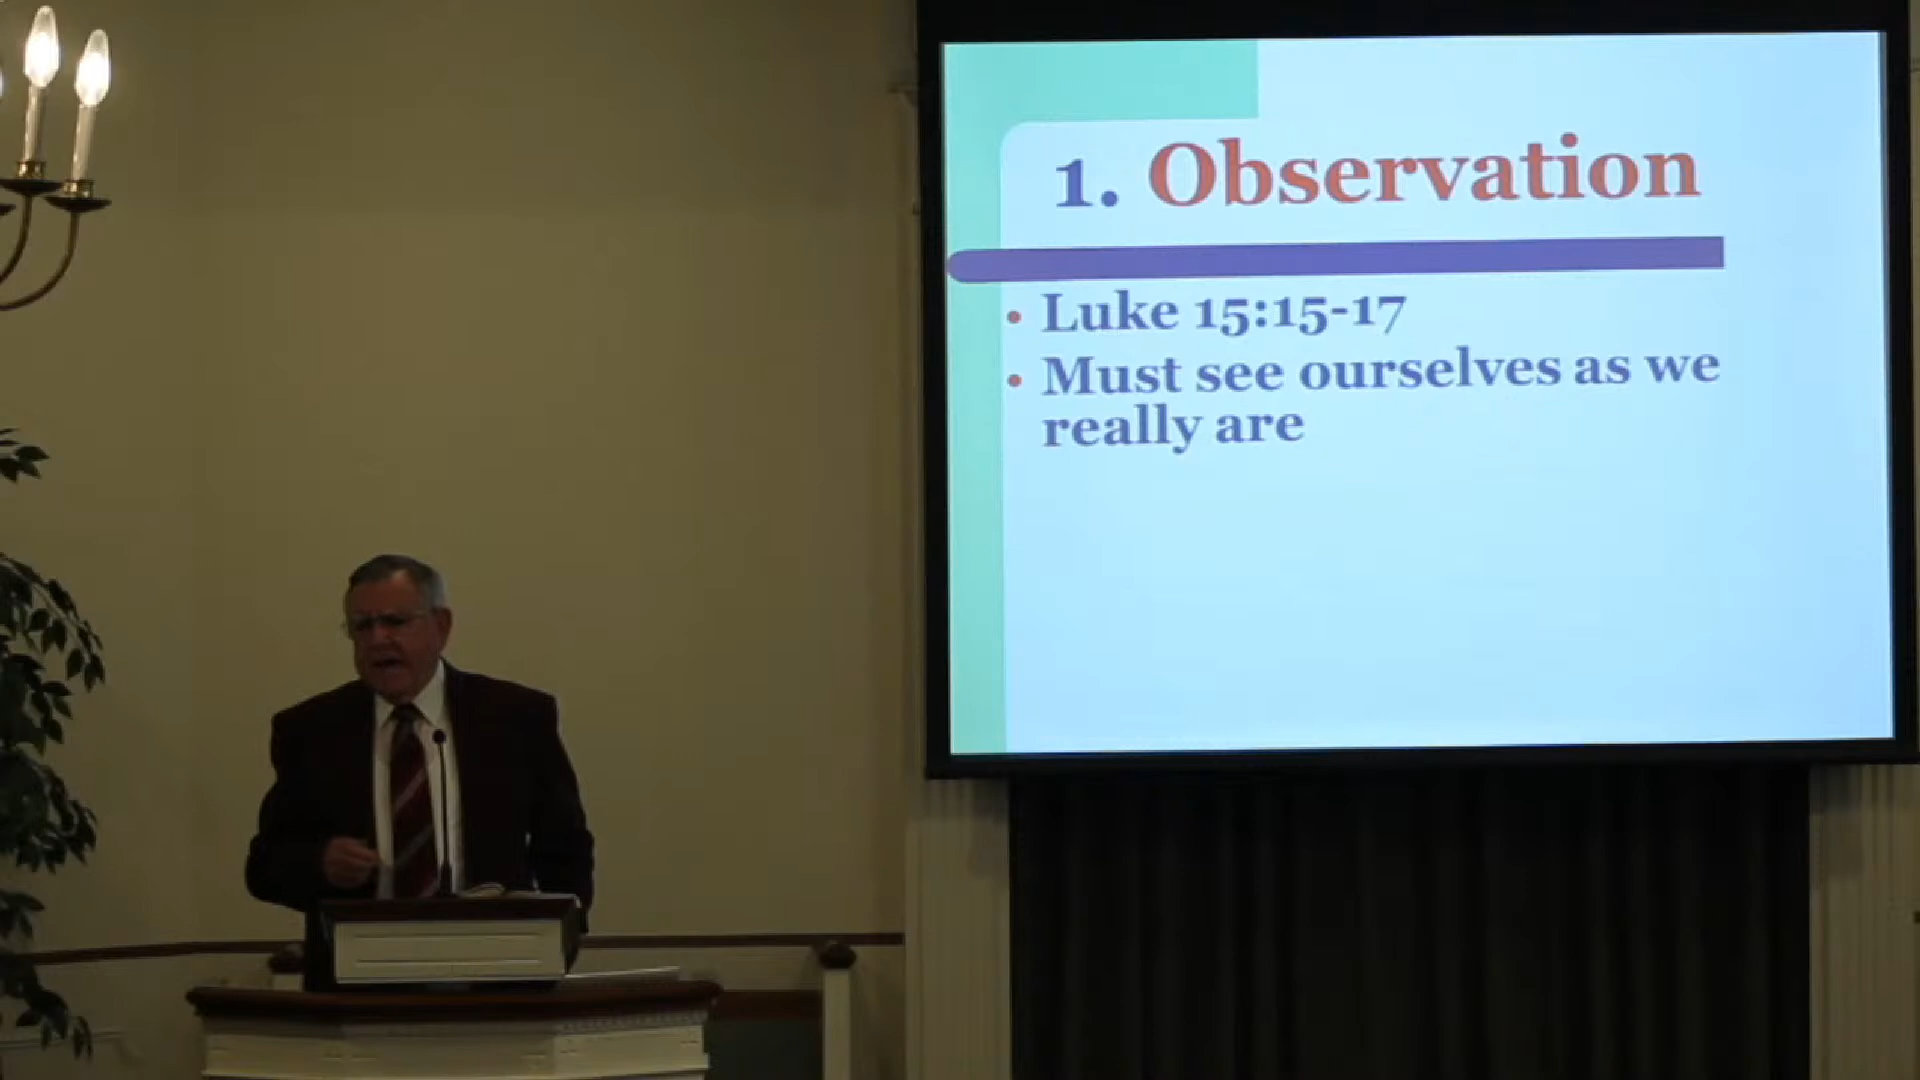 1. Observation
• Luke 15:15-17
• Must see ourselves as we
really are